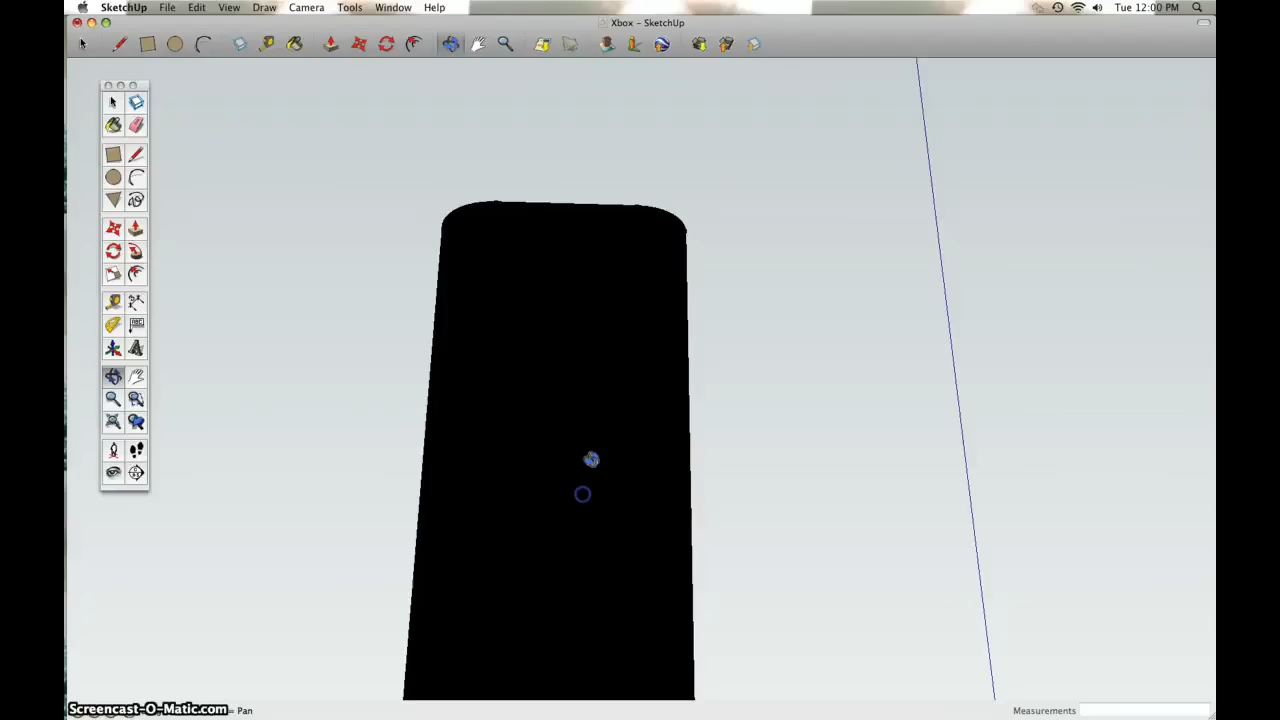 SketchUp File Edit View Draw Camera Tools Window Help Tue 12:00 PM
Xbox - SketchUp
Screencast-O-Matic.com = Pan Measurements